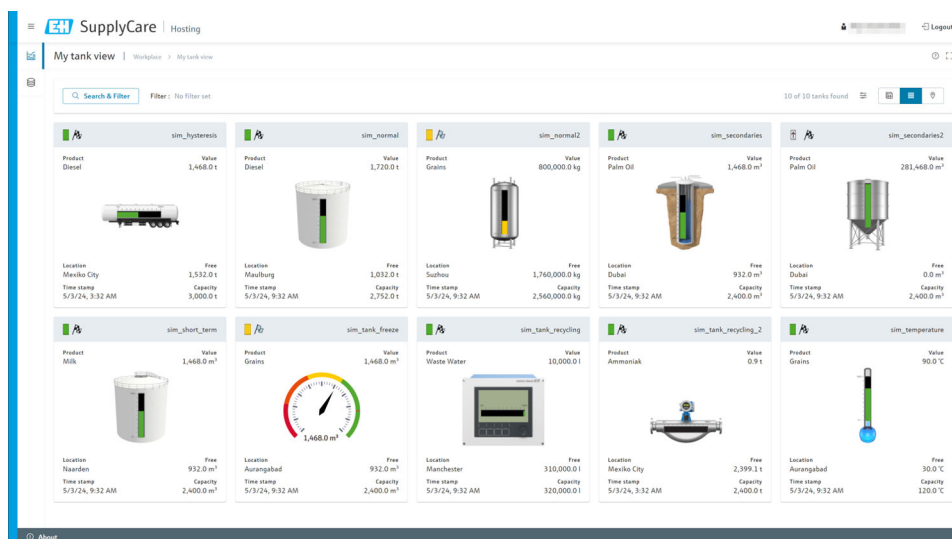 EH SupplyCare | Hosting
Logout
My tank view | Workplace > My tank view
Search & Filter Filter : No filter set 10 of 10 tanks found
sim_hysteresis
Product Value
Diesel 1,468.0 t
Location Free
Mexiko City 1,532.0 t
Time stamp Capacity
5/3/24, 3:32 AM 3,000.0 t
sim_normal
Product Value
Diesel 1,720.0 t
Location Free
Maulburg 1,032.0 t
Time stamp Capacity
5/3/24, 9:32 AM 2,752.0 t
sim_normal2
Product Value
Grains 800,000.0 kg
Location Free
Suzhou 1,760,000.0 kg
Time stamp Capacity
5/3/24, 9:32 AM 2,560,000.0 kg
sim_secondaries
Product Value
Palm Oil 1,468.0 m³
Location Free
Dubai 932.0 m³
Time stamp Capacity
5/3/24, 9:32 AM 2,400.0 m³
sim_secondaries2
Product Value
Palm Oil 281,468.0 m³
Location Free
Dubai 0.0 m³
Time stamp Capacity
5/3/24, 9:32 AM 2,400.0 m³
sim_short_term
Product Value
Milk 1,468.0 m³
Location Free
Naarden 932.0 m³
Time stamp Capacity
5/3/24, 9:32 AM 2,400.0 m³
sim_tank_freeze
Product Value
Grains 1,468.0 m³
1,468.0 m³
Location Free
Aurangabad 932.0 m³
Time stamp Capacity
5/3/24, 9:32 AM 2,400.0 m³
sim_tank_recycling
Product Value
Waste Water 10,000.0 l
Location Free
Manchester 310,000.0 l
Time stamp Capacity
5/3/24, 9:32 AM 320,000.0 l
sim_tank_recycling_2
Product Value
Ammoniak 0.9 t
Location Free
Mexiko City 2,399.1 t
Time stamp Capacity
5/3/24, 3:32 AM 2,400.0 t
sim_temperature
Product Value
Grains 90.0 °C
Location Free
Aurangabad 30.0 °C
Time stamp Capacity
5/3/24, 9:32 AM 120.0 °C
About